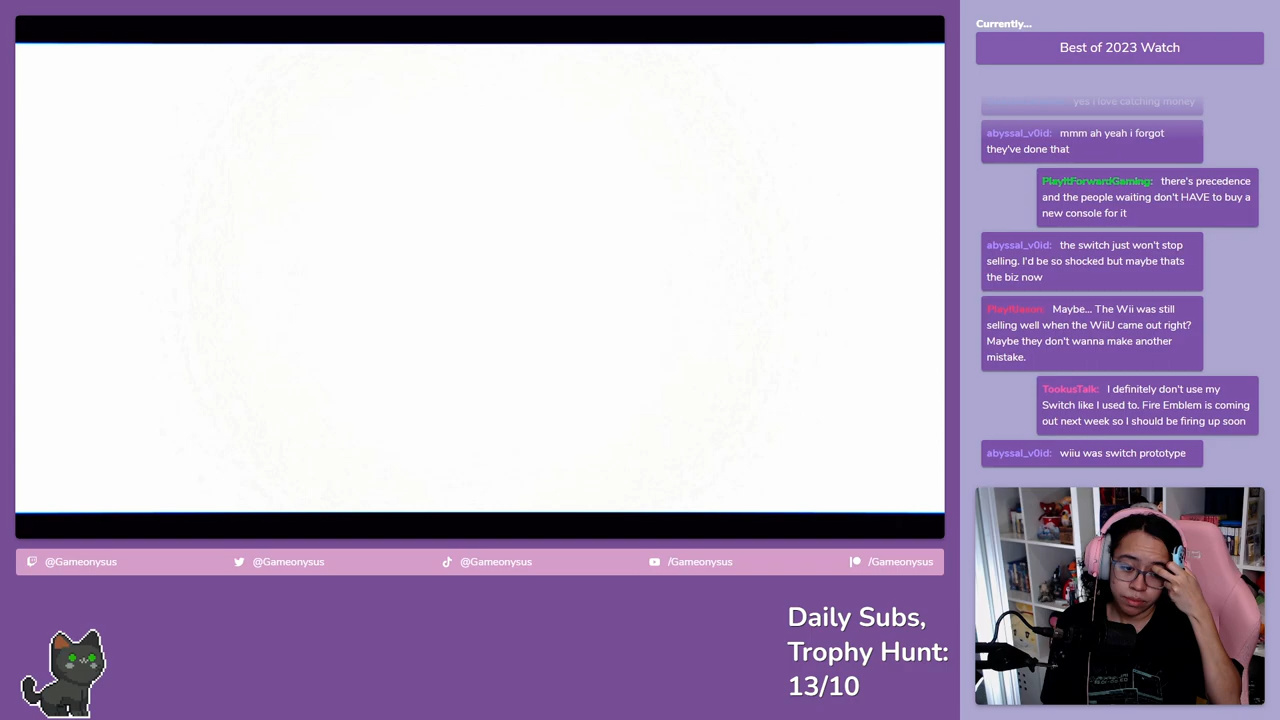 Currently...
Best of 2023 Watch
yes I love catching money
abyssal_v0id: mmm ah yeah i forgot
they've done that
PlayItForwardGaming: there's precedence
and the people waiting don't HAVE to buy a
new console for it
abyssal_v0id: the switch just won't stop
selling. I'd be so shocked but maybe thats
the biz now
Maybe... The Wii was still
selling well when the WiiU came out right?
Maybe they don't wanna make another
mistake.
TookusTalk: I definitely don't use my
Switch like I used to. Fire Emblem is coming
out next week so I should be firing up soon
abyssal_v0id: wiiu was switch prototype
@Gameonysus
@Gameonysus
@Gameonysus
/Gameonysus
/Gameonysus
Daily Subs,
Trophy Hunt:
13/10